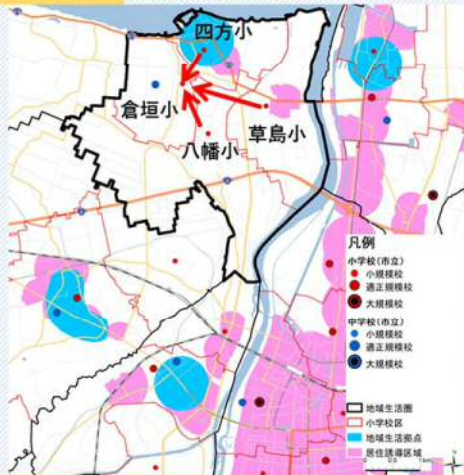 四方小
倉垣小
八幡小
草島小
凡例
小学校(市立)
小規模校
適正規模校
大規模校
中学校(市立)
小規模校
適正規模校
大規模校
地域生活圏
小学校区
地域生活拠点
居住誘導区域